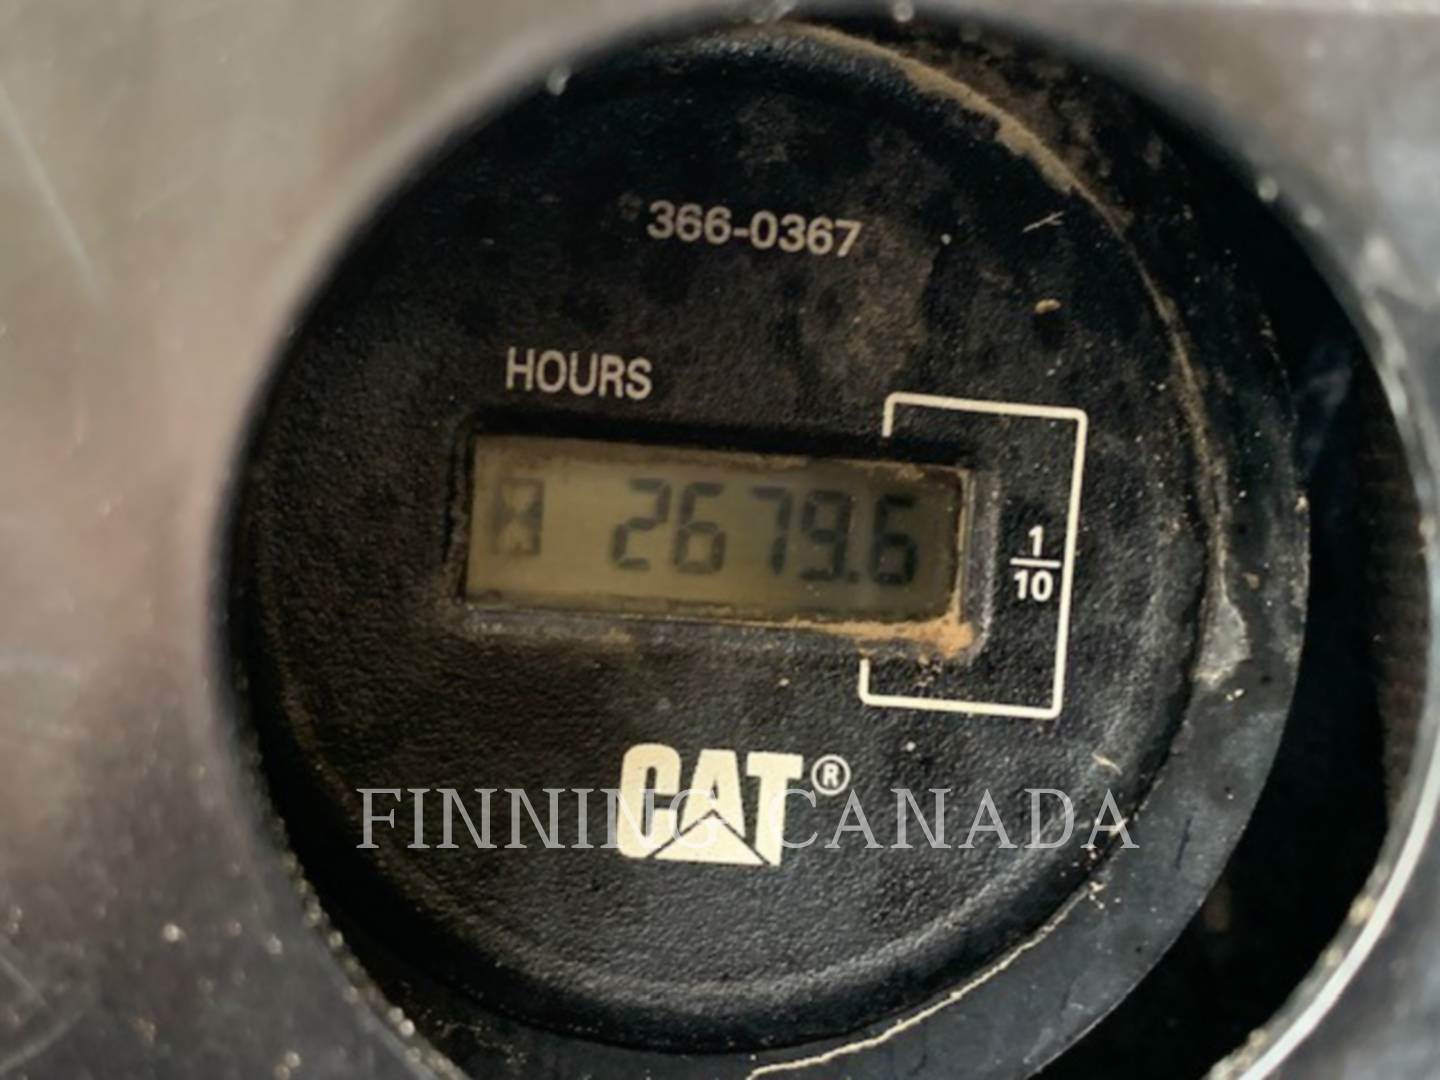 366-0367
HOURS
2679.6
1
10
CAT®
FINNING CANADA